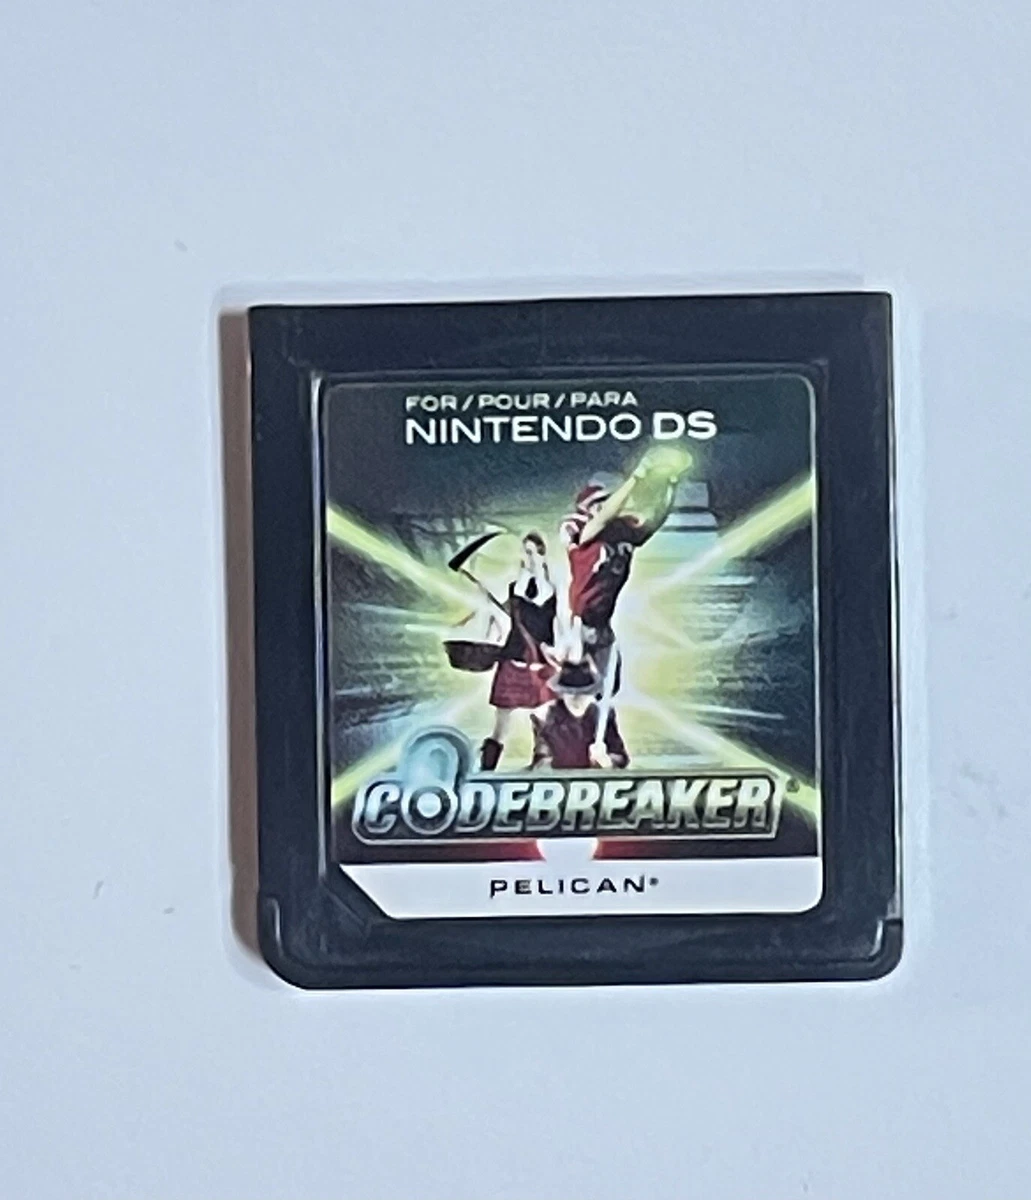 FOR/POUR/PARA
NINTENDO DS
CODEBREAKER®
PELICAN®